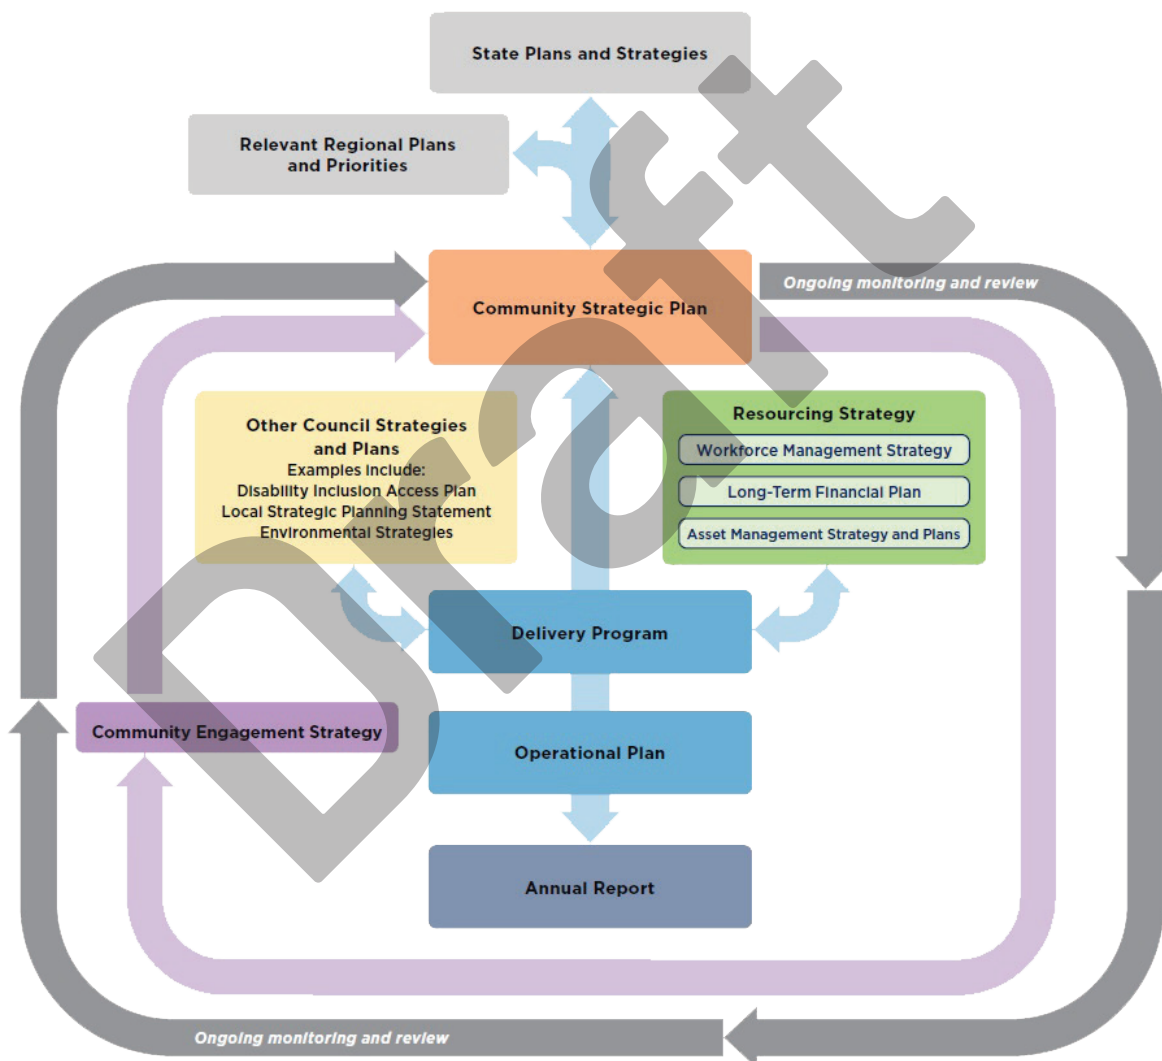 State Plans and Strategies
Relevant Regional Plans
and Priorities
Ongoing monitoring and review
Community Strategic Plan
Other Council Strategies
and Plans
Examples Include:
Disability Inclusion Access Plan
Local Strategic Planning Statement
Environmental Strategies
Resourcing Strategy
Workforce Management Strategy
Long-Term Financial Plan
Asset Management Strategy and Plans
Delivery Program
Community Engagement Strategy
Operational Plan
Annual Report
Ongoing monitoring and review
Draft